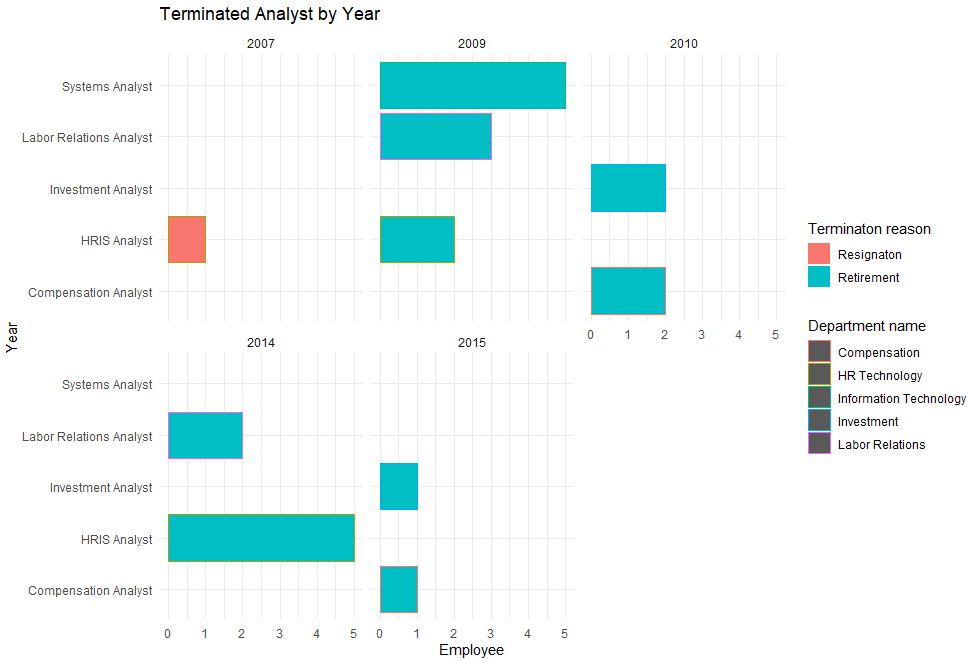 Terminated Analyst by Year
2007
2009
2010
Systems Analyst
Labor Relations Analyst
Investment Analyst
HRIS Analyst
Compensation Analyst
0 1 2 3 4 5
Year
2014
2015
Systems Analyst
Labor Relations Analyst
Investment Analyst
HRIS Analyst
Compensation Analyst
0 1 2 3 4 5
0 1 2 3 4 5
Employee
Terminaton reason
Resignaton
Retirement
Department name
Compensation
HR Technology
Information Technology
Investment
Labor Relations